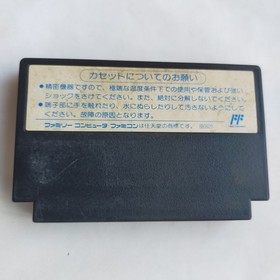 カセットについてのお願い
●精密機器ですので、極端な温度条件下での使用や保管および強い
ショックをさけてください。また、絶対に分解しないでください。
●端子部に手を触れたり、水にぬらしたりして汚さないようにして
ください。故障の原因となります。
ファミリーコンピュータ ファミコンは任天堂の商標です。
FF